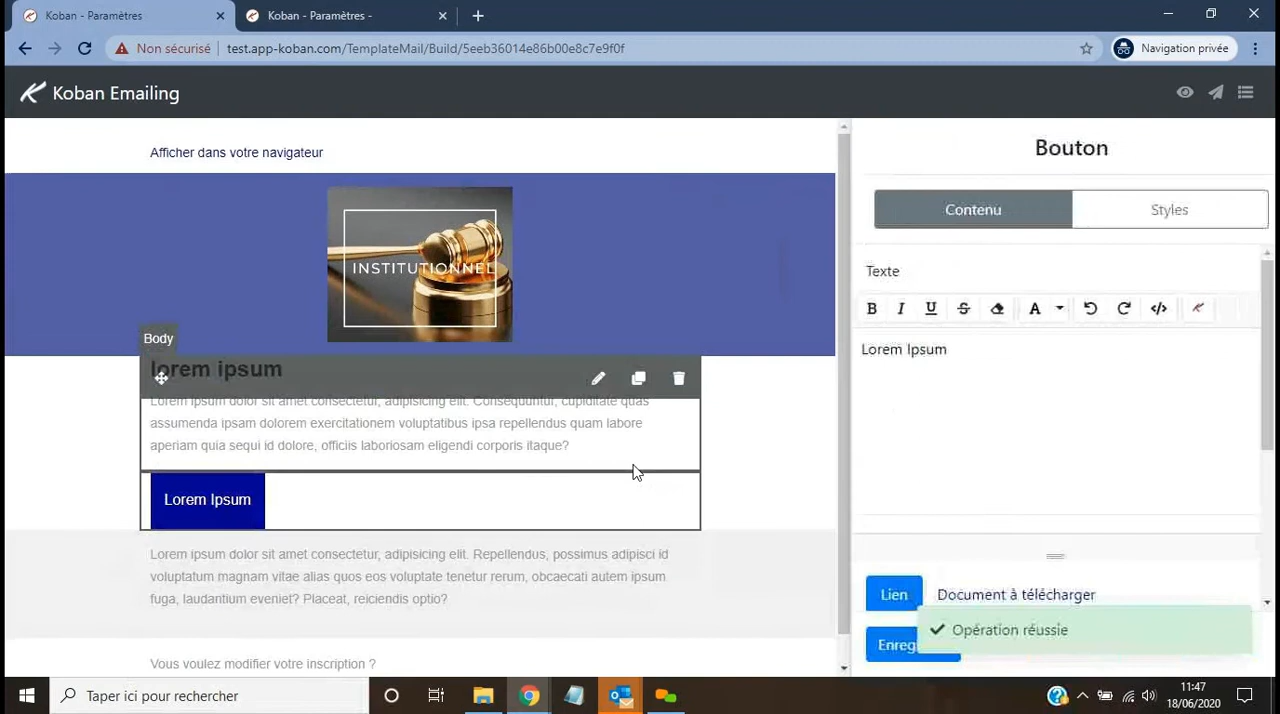 Koban - Paramètres
Koban - Paramètres -
Non sécurisé
test.app-koban.com/TemplateMail/Build/5eeb36014e86b00e8c7e9f0f
Navigation privée
Koban Emailing
Afficher dans votre navigateur
INSTITUTIONNEL
Body
lorem ipsum
Lorem ipsum dolor sit amet consectetur, adipisicing elit. Consequuntur, cupiditate quas
assumenda ipsam dolorem exercitationem voluptatibus ipsa repellendus quam labore
aperiam quia sequi id dolore, officiis laboriosam eligendi corporis itaque?
Lorem Ipsum
Lorem ipsum dolor sit amet consectetur, adipisicing elit. Repellendus, possimus adipisci id
voluptatum magnam vitae alias quos eos voluptate tenetur rerum, obcaecati autem ipsum
fuga, laudantium eveniet? Placeat, reiciendis optio?
Vous voulez modifier votre inscription ?
Bouton
Contenu
Styles
Texte
B I U S A
Lorem Ipsum
Lien
Document à télécharger
Opération réussie
Taper ici pour rechercher
11:47
18/06/2020